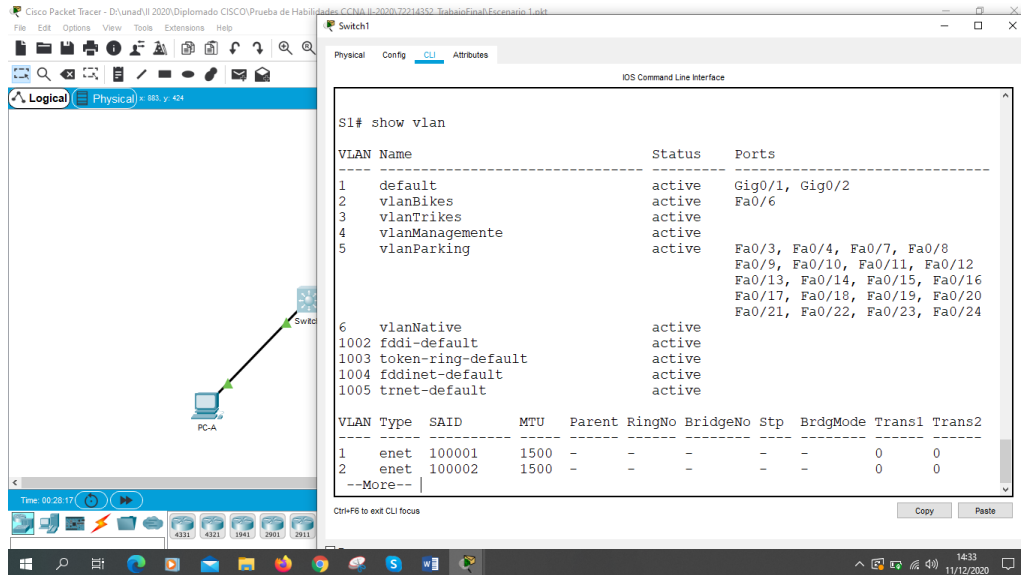 Cisco Packet Tracer - D:\unad\II 2020\Diplomado CISCO\Prueba de Habilidades CCNA II-2020\72214352_TrabajoFinal\Escenario 1.pkt
File Edit Options View Tools Extensions Help
Logical Physical x: 883, y: 424
Switch1
Physical Config CLI Attributes
IOS Command Line Interface
S1# show vlan
VLAN Name Status Ports
---- -------------------------------- --------- -------------------------------
1 default active Gig0/1, Gig0/2
2 vlanBikes active Fa0/6
3 vlanTrikes active
4 vlanManagemente active
5 vlanParking active Fa0/3, Fa0/4, Fa0/7, Fa0/8
Fa0/9, Fa0/10, Fa0/11, Fa0/12
Fa0/13, Fa0/14, Fa0/15, Fa0/16
Fa0/17, Fa0/18, Fa0/19, Fa0/20
Fa0/21, Fa0/22, Fa0/23, Fa0/24
6 vlanNative active
1002 fddi-default active
1003 token-ring-default active
1004 fddinet-default active
1005 trnet-default active
VLAN Type SAID MTU Parent RingNo BridgeNo Stp BrdgMode Trans1 Trans2
---- ----- ---------- ----- ------ ------ -------- ---- -------- ------ ------
1 enet 100001 1500 - - - - - 0 0
2 enet 100002 1500 - - - - - 0 0
--More--
Switc
PC-A
Ctrl+F6 to exit CLI focus
Copy Paste
Time: 00:28:17
4331 4321 1941 2901 2911
14:33
11/12/2020